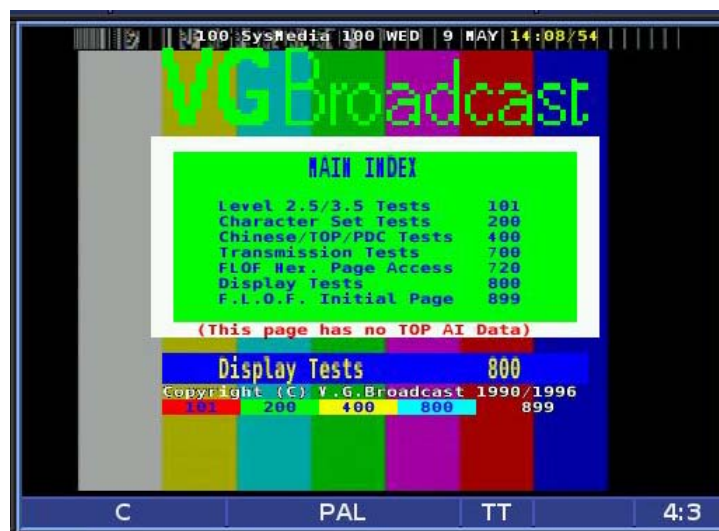 100 SysMedia 100 WED 9 MAY 14:08/54
VGBroadcast
MAIN INDEX
Level 2.5/3.5 Tests 101
Character Set Tests 200
Chinese/TOP/PDC Tests 400
Transmission Tests 700
FLOF Hex. Page Access 720
Display Tests 800
F.L.O.F. Initial Page 899
(This page has no TOP AI Data)
Display Tests 800
Copyright (C) V.G.Broadcast 1990/1996
101 200 400 800 899
C PAL TT 4:3